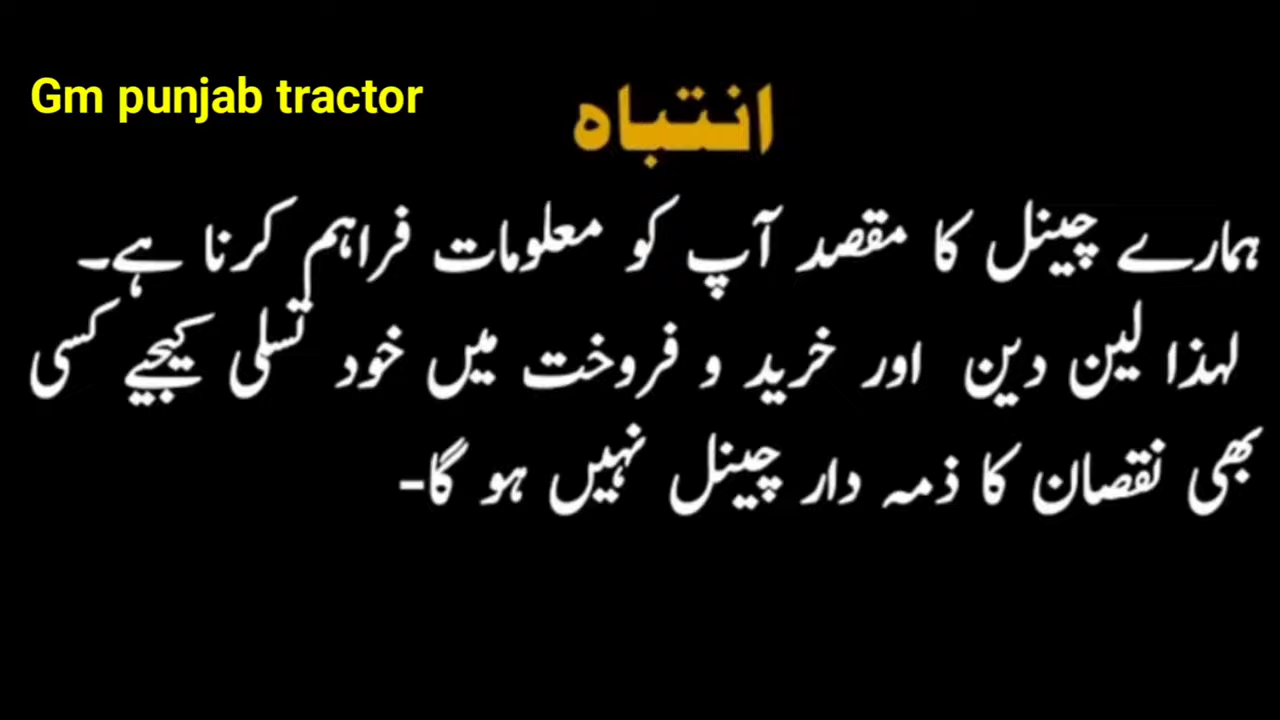 Gm punjab tractor
انتباہ
ہمارے چینل کا مقصد آپ کو معلومات فراہم کرنا ہے۔
لہذا لین دین اور خرید و فروخت میں خود تسلی کیجیے کسی
بھی نقصان کا ذمہ دار چینل نہیں ہو گا-